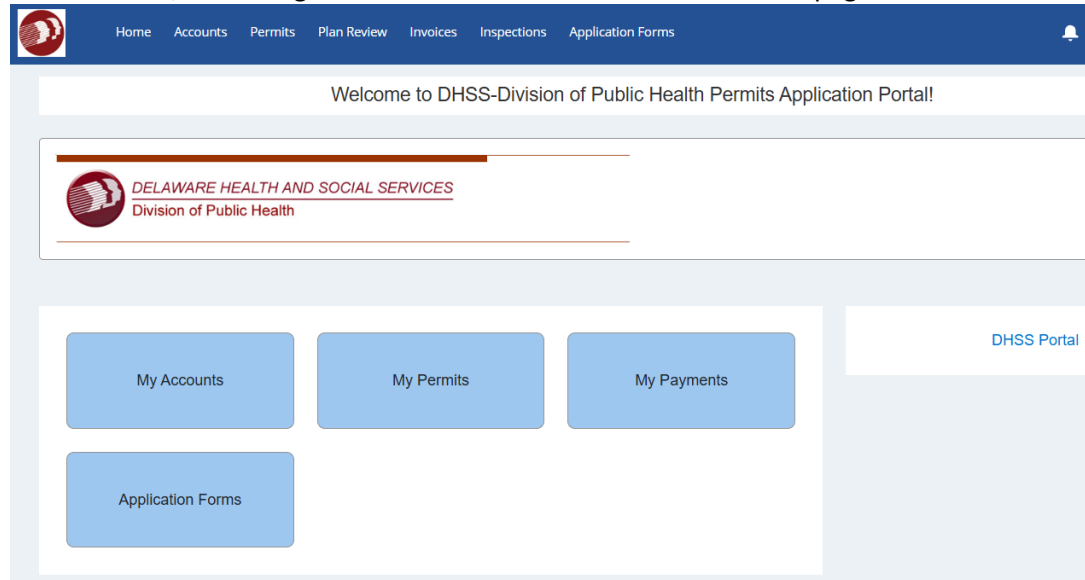 Home Accounts Permits Plan Review Invoices Inspections Application Forms
Welcome to DHSS-Division of Public Health Permits Application Portal!
DELAWARE HEALTH AND SOCIAL SERVICES
Division of Public Health
My Accounts My Permits My Payments
DHSS Portal
Application Forms